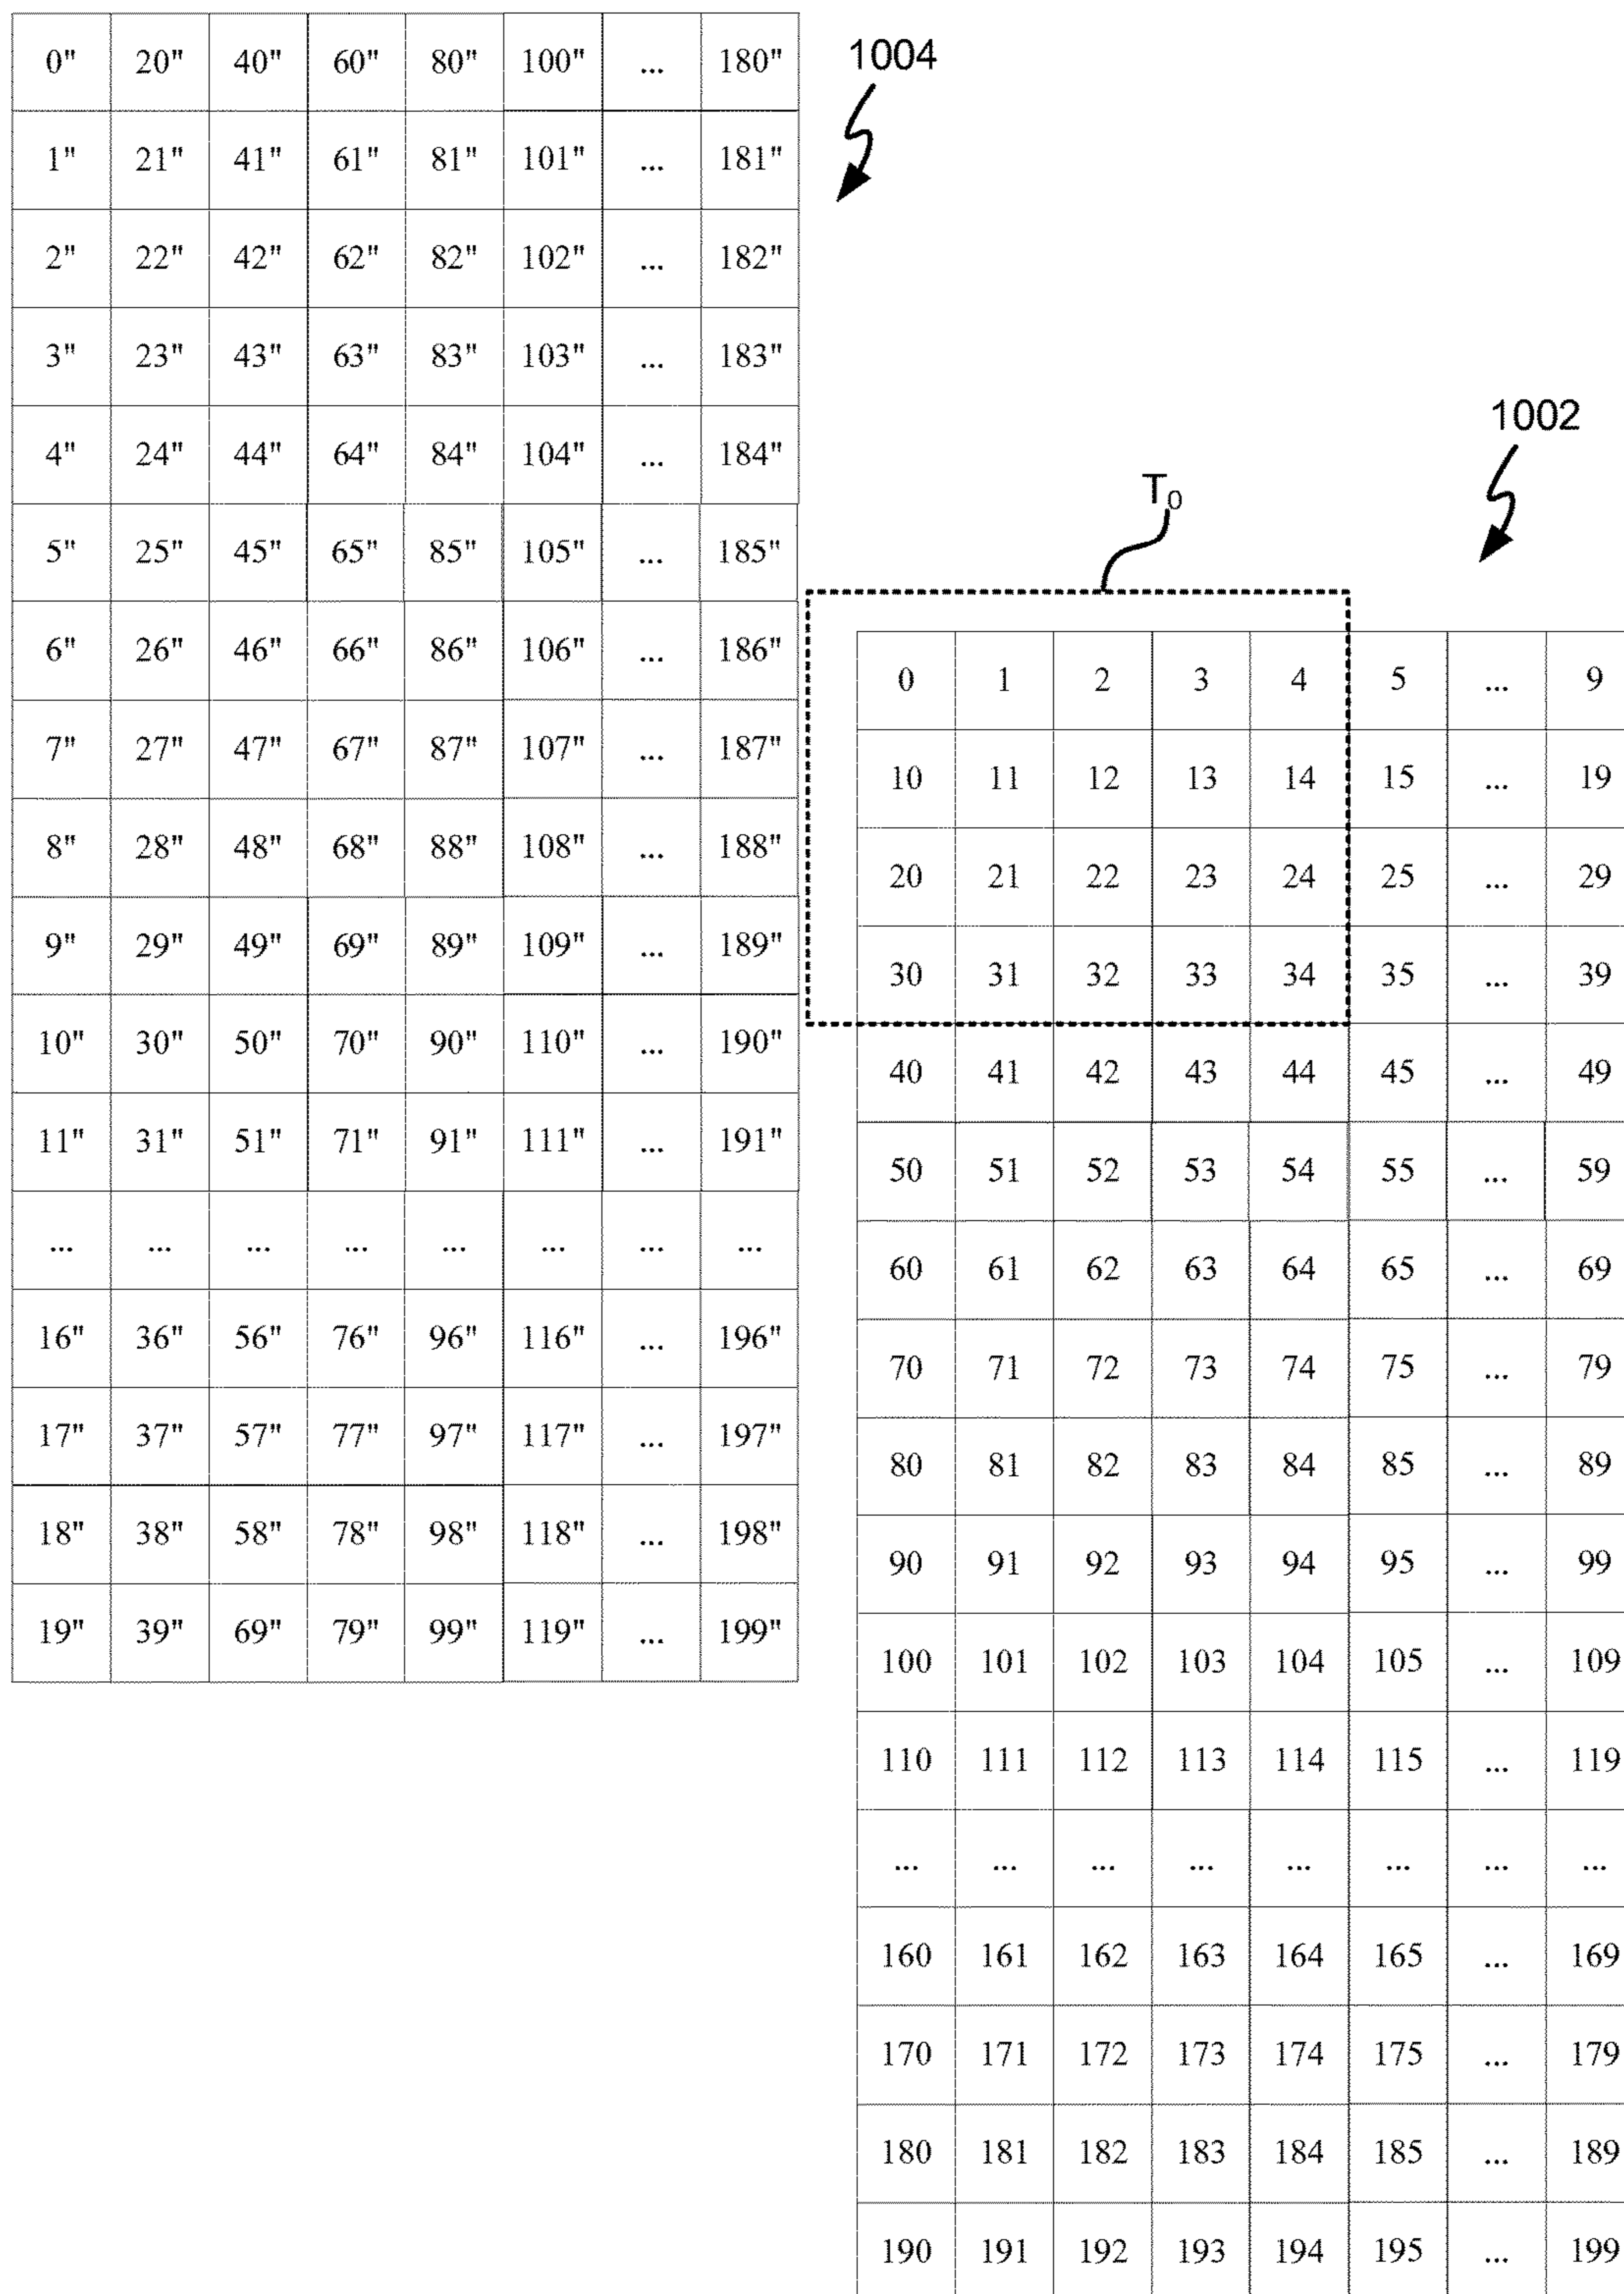 1004
0" 20" 40" 60" 80" 100" ... 180"
1" 21" 41" 61" 81" 101" ... 181"
2" 22" 42" 62" 82" 102" ... 182"
3" 23" 43" 63" 83" 103" ... 183"
4" 24" 44" 64" 84" 104" ... 184"
5" 25" 45" 65" 85" 105" ... 185"
6" 26" 46" 66" 86" 106" ... 186"
7" 27" 47" 67" 87" 107" ... 187"
8" 28" 48" 68" 88" 108" ... 188"
9" 29" 49" 69" 89" 109" ... 189"
10" 30" 50" 70" 90" 110" ... 190"
11" 31" 51" 71" 91" 111" ... 191"
... ... ... ... ... ... ... ...
16" 36" 56" 76" 96" 116" ... 196"
17" 37" 57" 77" 97" 117" ... 197"
18" 38" 58" 78" 98" 118" ... 198"
19" 39" 69" 79" 99" 119" ... 199"
1002
T₀
0 1 2 3 4 5 ... 9
10 11 12 13 14 15 ... 19
20 21 22 23 24 25 ... 29
30 31 32 33 34 35 ... 39
40 41 42 43 44 45 ... 49
50 51 52 53 54 55 ... 59
60 61 62 63 64 65 ... 69
70 71 72 73 74 75 ... 79
80 81 82 83 84 85 ... 89
90 91 92 93 94 95 ... 99
100 101 102 103 104 105 ... 109
110 111 112 113 114 115 ... 119
... ... ... ... ... ... ... ...
160 161 162 163 164 165 ... 169
170 171 172 173 174 175 ... 179
180 181 182 183 184 185 ... 189
190 191 192 193 194 195 ... 199